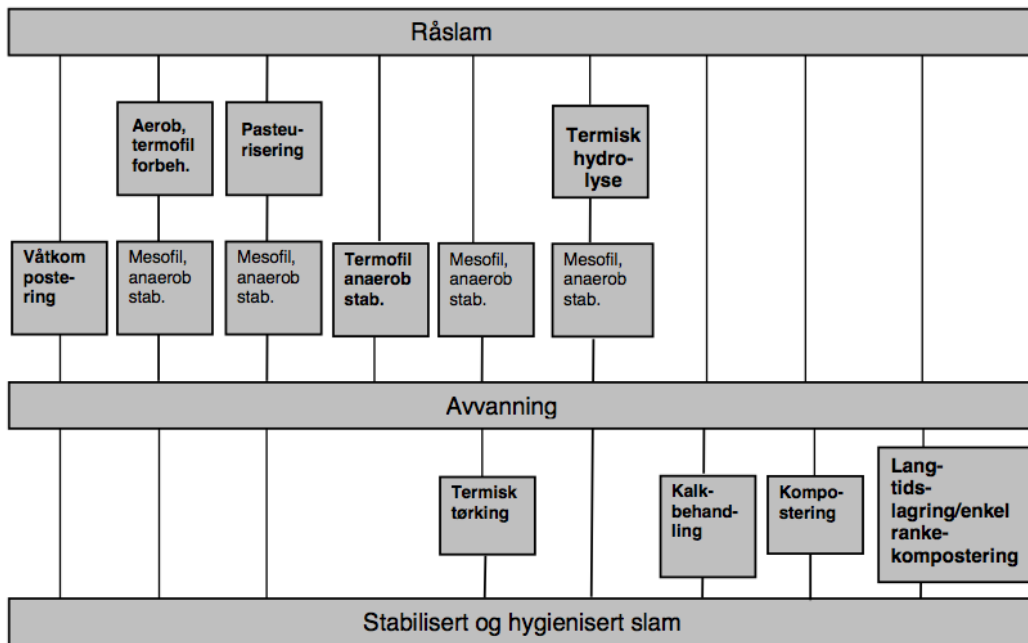 Råslam
Aerob,
termofil
forbeh.
Pasteu-
risering
Termisk
hydro-
lyse
Våtkom
poste-
ring
Mesofil,
anaerob
stab.
Mesofil,
anaerob
stab.
Termofil
anaerob
stab.
Mesofil,
anaerob
stab.
Mesofil,
anaerob
stab.
Avvanning
Termisk
tørking
Kalk-
behand-
ling
Kompo-
stering
Lang-
tids-
lagring/enkel
ranke-
kompostering
Stabilisert og hygienisert slam